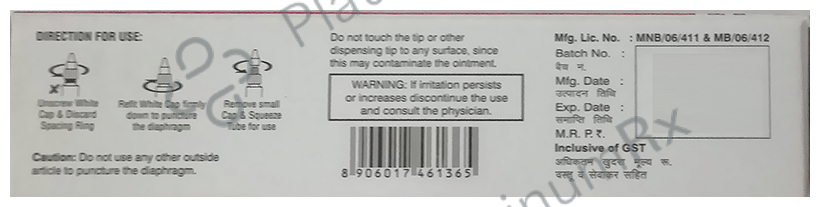 DIRECTION FOR USE:
Unscrew White
Cap & Discard
Spacing Ring
Refit White Cap firmly
down to puncture
the diaphragm
Remove small
Cap & Squeeze
Tube for use
Caution: Do not use any other outside
article to puncture the diaphragm.
Do not touch the tip or other
dispensing tip to any surface, since
this may contaminate the ointment.
WARNING: If irritation persists
or increases discontinue the use
and consult the physician.
8 906017 461365
Mfg. Lic. No. : MNB/06/411 & MB/06/412
Batch No. :
बैच न.
Mfg. Date :
उत्पादन तिथि
Exp. Date :
समाप्ति तिथि
M.R. P. ₹.
Inclusive of GST
अधिकतम खुदरा मूल्य रू.
वस्तु व सेवाकर सहित